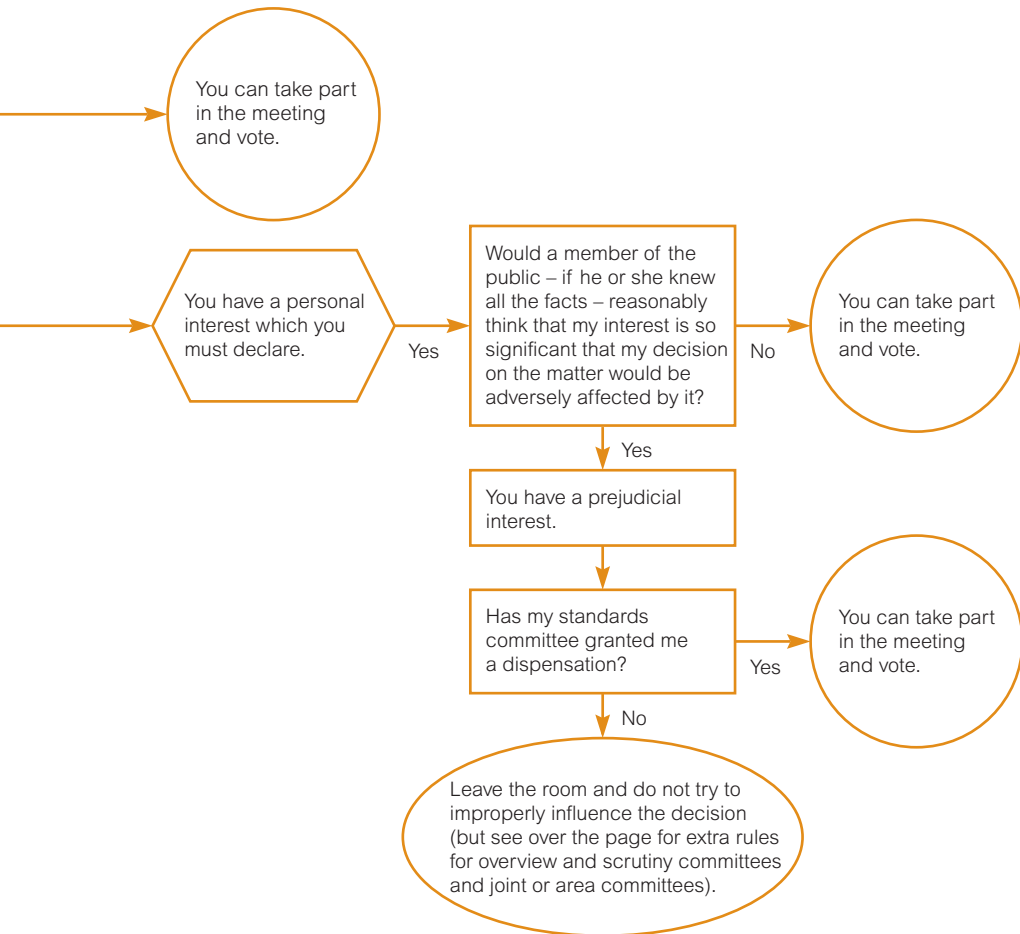 You can take part
in the meeting
and vote.
You have a personal
interest which you
must declare.
Yes
Would a member of the
public – if he or she knew
all the facts – reasonably
think that my interest is so
significant that my decision
on the matter would be
adversely affected by it?
No
You can take part
in the meeting
and vote.
Yes
You have a prejudicial
interest.
Has my standards
committee granted me
a dispensation?
Yes
You can take part
in the meeting
and vote.
No
Leave the room and do not try to
improperly influence the decision
(but see over the page for extra rules
for overview and scrutiny committees
and joint or area committees).